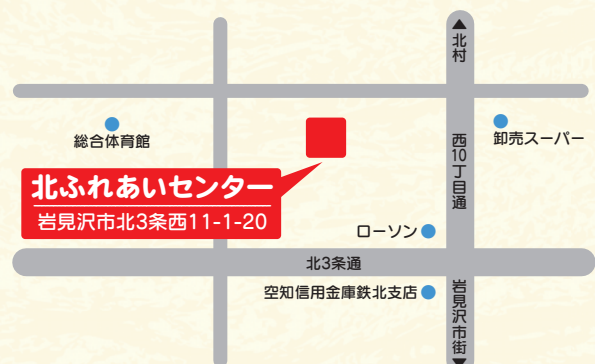 ▲北村
総合体育館
卸売スーパー
西10丁目通
北ふれあいセンター
岩見沢市北3条西11-1-20
ローソン
北3条通
空知信用金庫鉄北支店
岩見沢市街▼